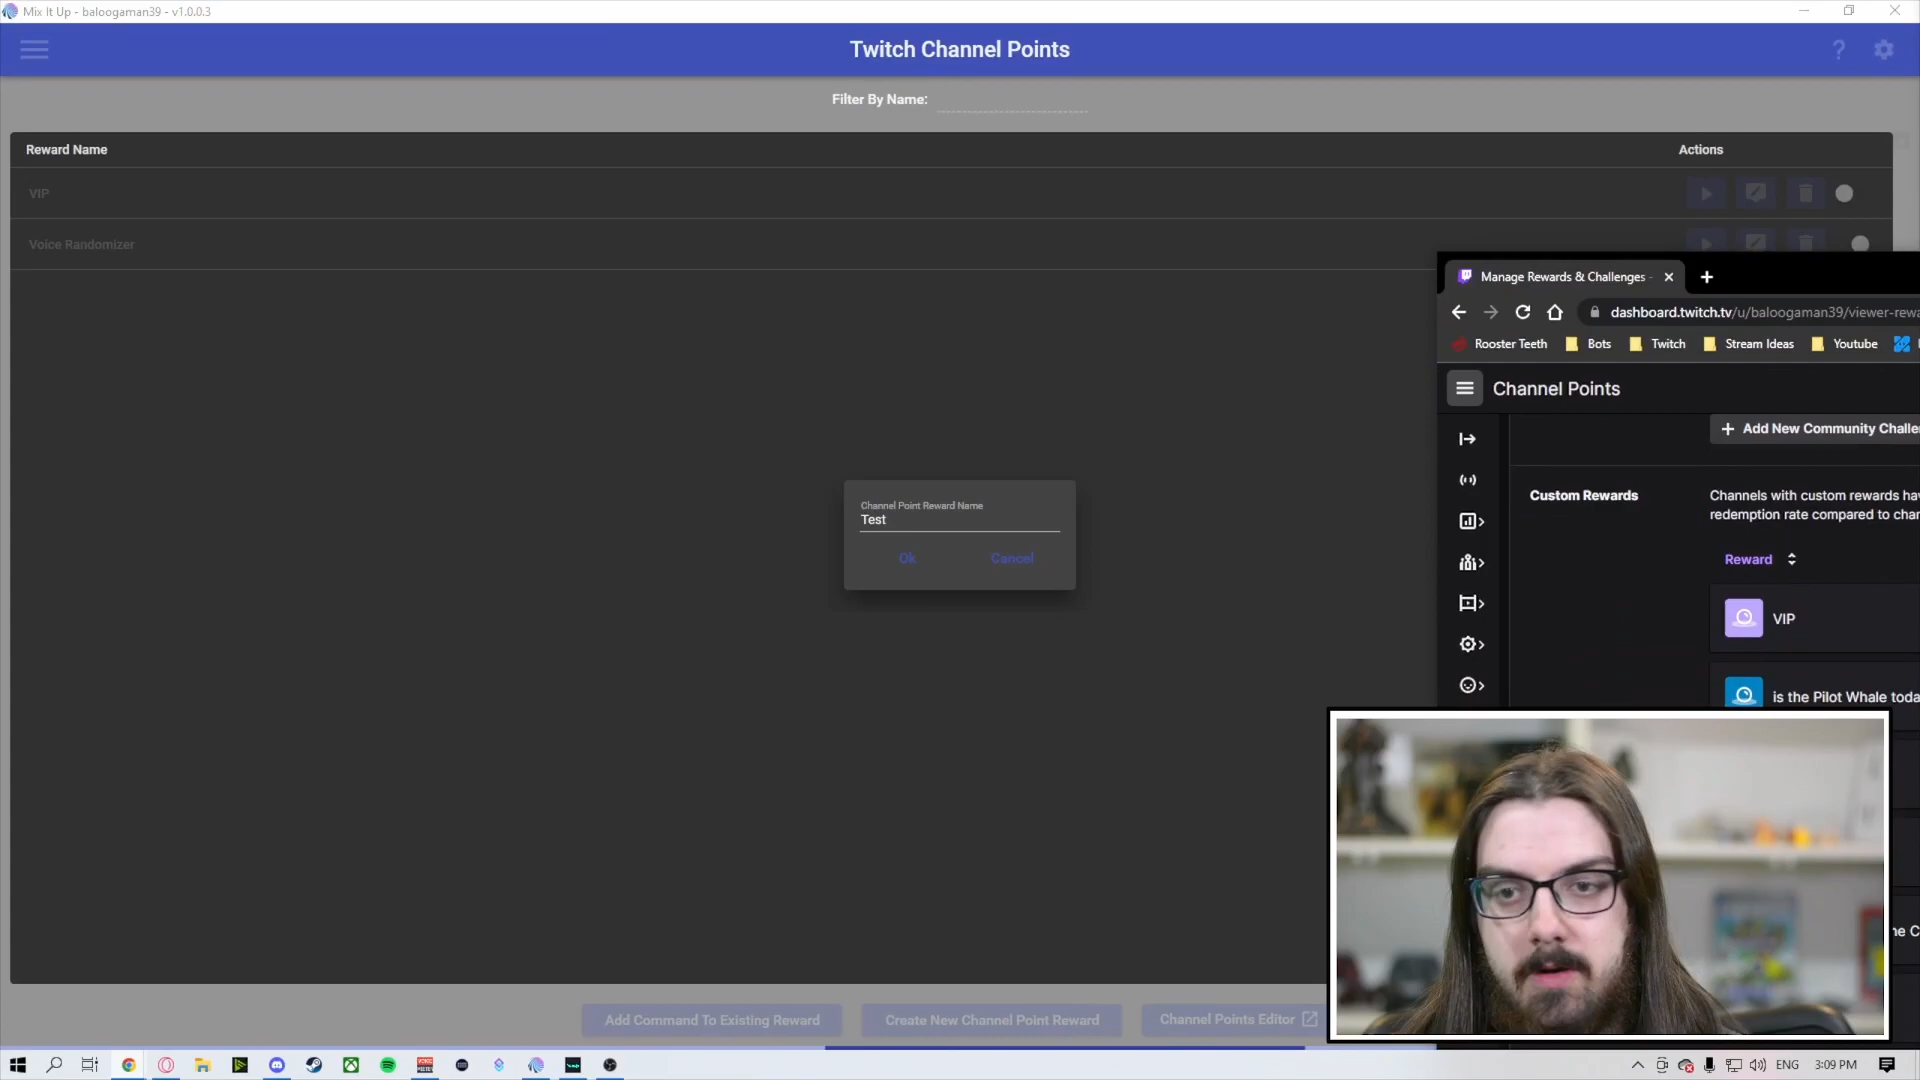 Mix It Up - baloogaman39 - v1.0.0.3
Twitch Channel Points
?
Filter By Name:
Reward Name
Actions
VIP
Voice Randomizer
Manage Rewards & Challenges -
dashboard.twitch.tv/u/baloogaman39/viewer-rewa
Rooster Teeth
Bots
Twitch
Stream Ideas
Youtube
Channel Points
Add New Community Challe
Custom Rewards
Channels with custom rewards hav
redemption rate compared to chan
Reward
VIP
is the Pilot Whale toda
Channel Point Reward Name
Test
Ok
Cancel
he C
Add Command To Existing Reward
Create New Channel Point Reward
Channel Points Editor
ENG
3:09 PM